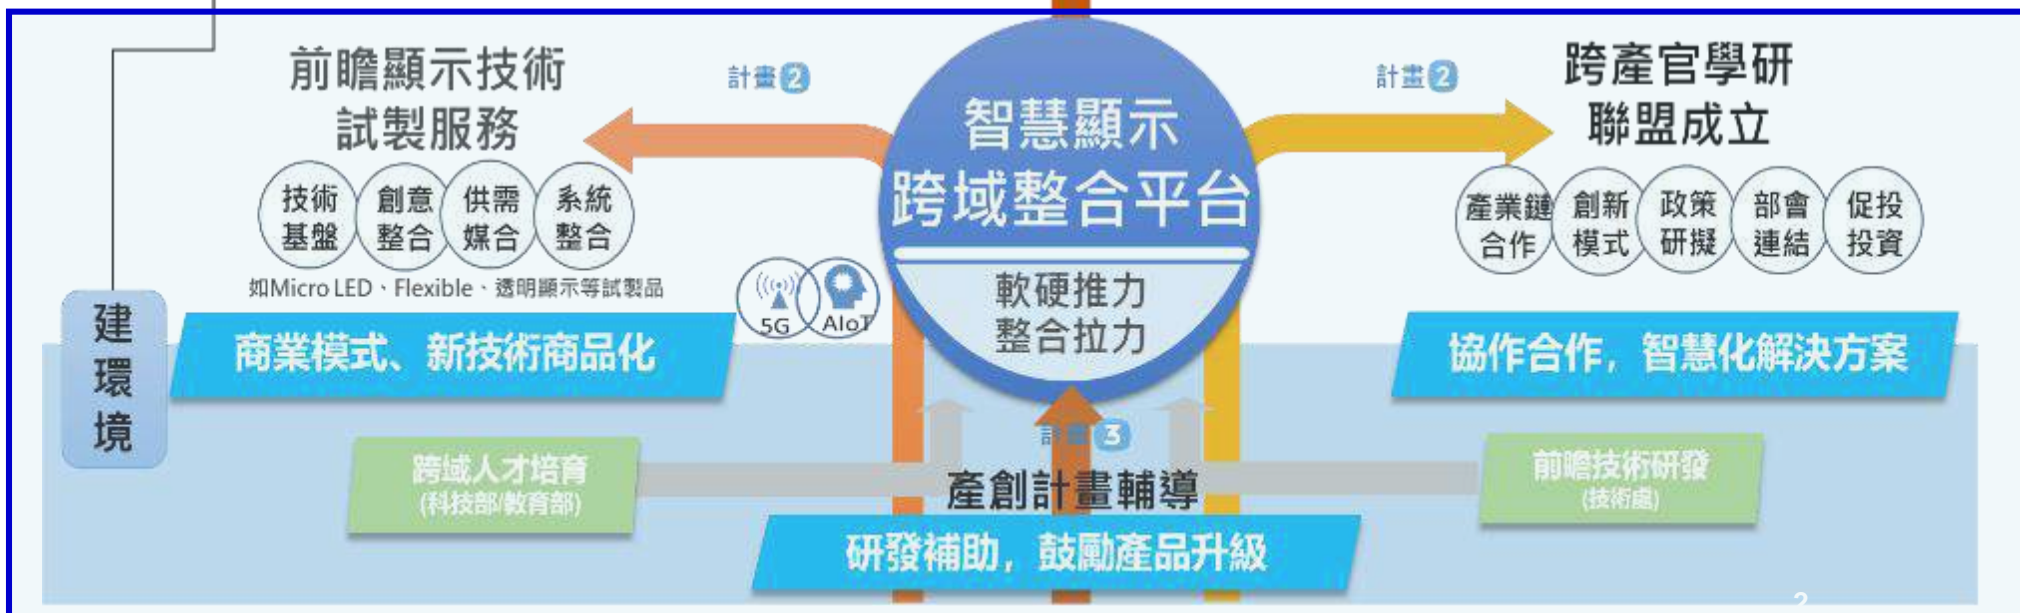 前瞻顯示技術
試製服務
計畫2
技術
基盤
創意
整合
供需
媒合
系統
整合
如Micro LED、Flexible、透明顯示等試製品
商業模式、新技術商品化
建
環
境
智慧顯示
跨域整合平台
軟硬推力
整合拉力
5G
AIoT
計畫2
跨產官學研
聯盟成立
產業鏈
合作
創新
模式
政策
研擬
部會
連結
促投
投資
協作合作，智慧化解決方案
跨域人才培育
(科技部/教育部)
計畫3
產創計畫輔導
研發補助，鼓勵產品升級
前瞻技術研發
(技術處)
2